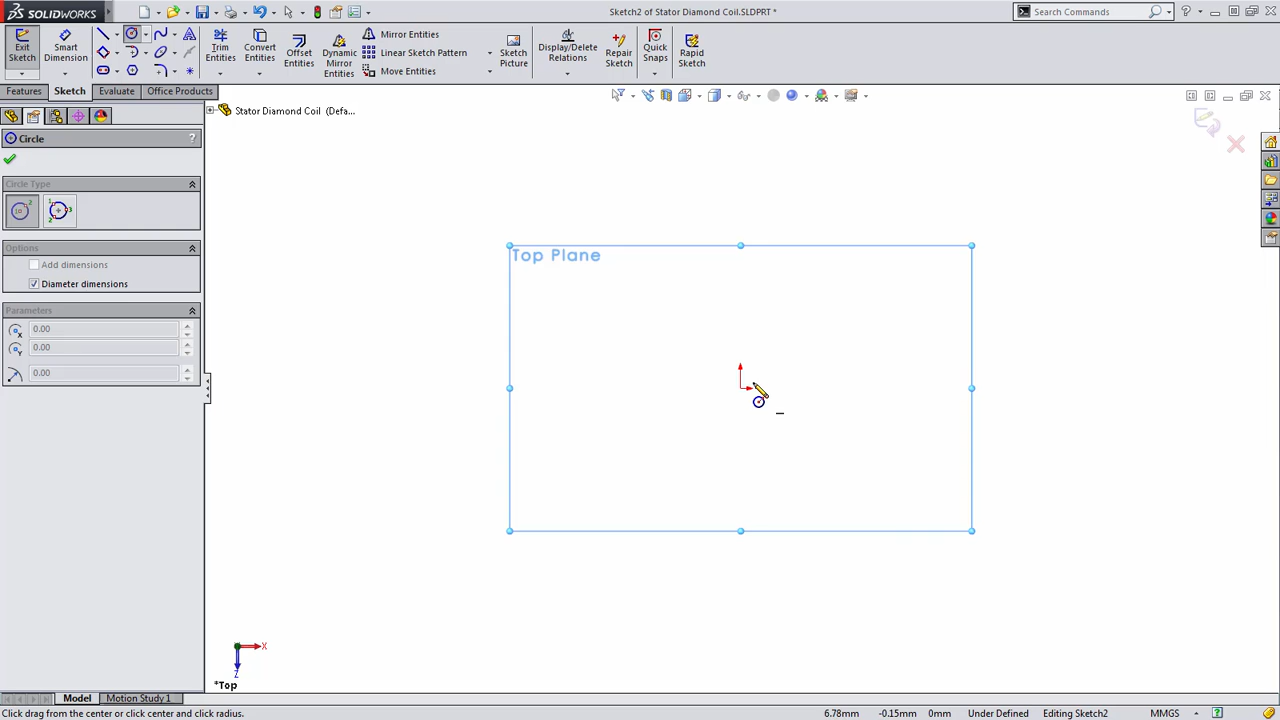 SOLIDWORKS
Sketch2 of Stator Diamond Coil.SLDPRT *
Search Commands
Exit Sketch
Smart Dimension
Trim Entities
Convert Entities
Offset Entities
Dynamic Mirror Entities
Mirror Entities
Linear Sketch Pattern
Move Entities
Sketch Picture
Display/Delete Relations
Repair Sketch
Quick Snaps
Rapid Sketch
Features
Sketch
Evaluate
Office Products
Stator Diamond Coil (Defa...
Circle
?
Circle Type
Options
Add dimensions
Diameter dimensions
Parameters
0.00
0.00
0.00
Top Plane
X
Z
*Top
Model
Motion Study 1
Click drag from the center or click center and click radius.
6.78mm
-0.15mm
0mm
Under Defined
Editing Sketch2
MMGS